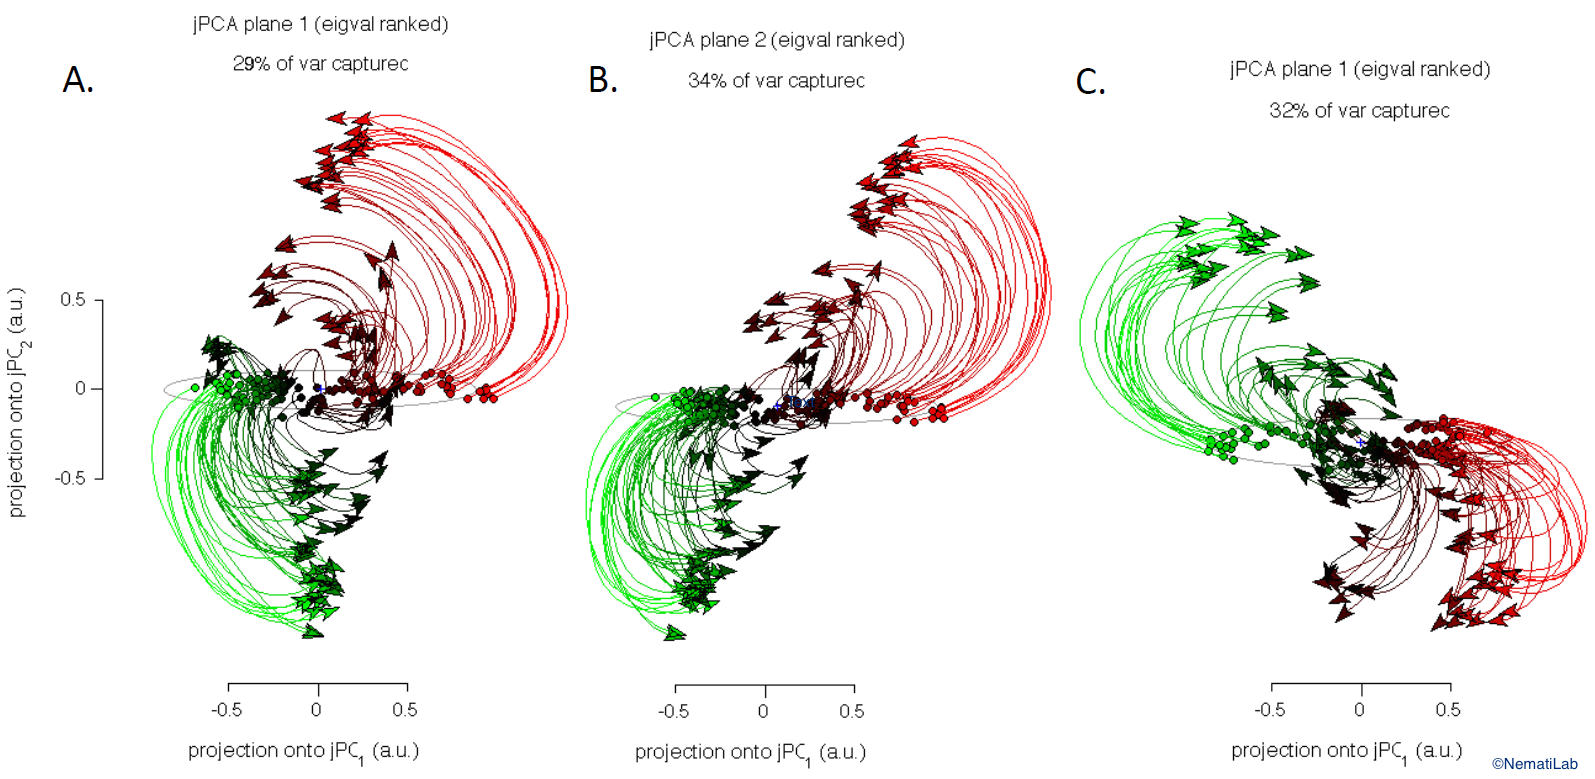 A.
jPCA plane 1 (eigval ranked)
29% of var capturec
B.
jPCA plane 2 (eigval ranked)
34% of var capturec
C.
jPCA plane 1 (eigval ranked)
32% of var capturec
projection onto jPC2 (a.u.)
0.5
0
-0.5
-0.5 0 0.5
projection onto jPC1 (a.u.)
-0.5 0 0.5
projection onto jPC1 (a.u.)
-0.5 0 0.5
projection onto jPC1 (a.u.)
©NematiLab